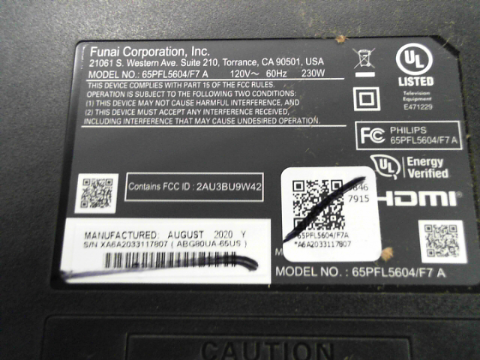 Funai Corporation, Inc.
21061 S. Western Ave. Suite 210, Torrance, CA 90501, USA
MODEL NO. : 65PFL5604/F7 A 120V~ 60Hz 230W
THIS DEVICE COMPLIES WITH PART 15 OF THE FCC RULES.
OPERATION IS SUBJECT TO THE FOLLOWING TWO CONDITIONS:
(1) THIS DEVICE MAY NOT CAUSE HARMFUL INTERFERENCE, AND
(2) THIS DEVICE MUST ACCEPT ANY INTERFERENCE RECEIVED,
INCLUDING INTERFERENCE THAT MAY CAUSE UNDESIRED OPERATION.
UL
LISTED
Television
Equipment
E471229
FC PHILIPS
65PFL5604/F7 A
UL Energy
Verified
Contains FCC ID : 2AU3BU9W42
HDMI
7915
65PFL5604/F7A
*A6A2033117807
MANUFACTURED: AUGUST 2020 Y
S/N XA6A2033117807 ( ABG80UA-65US )
MODEL NO. : 65PFL5604/F7 A
CAUTION